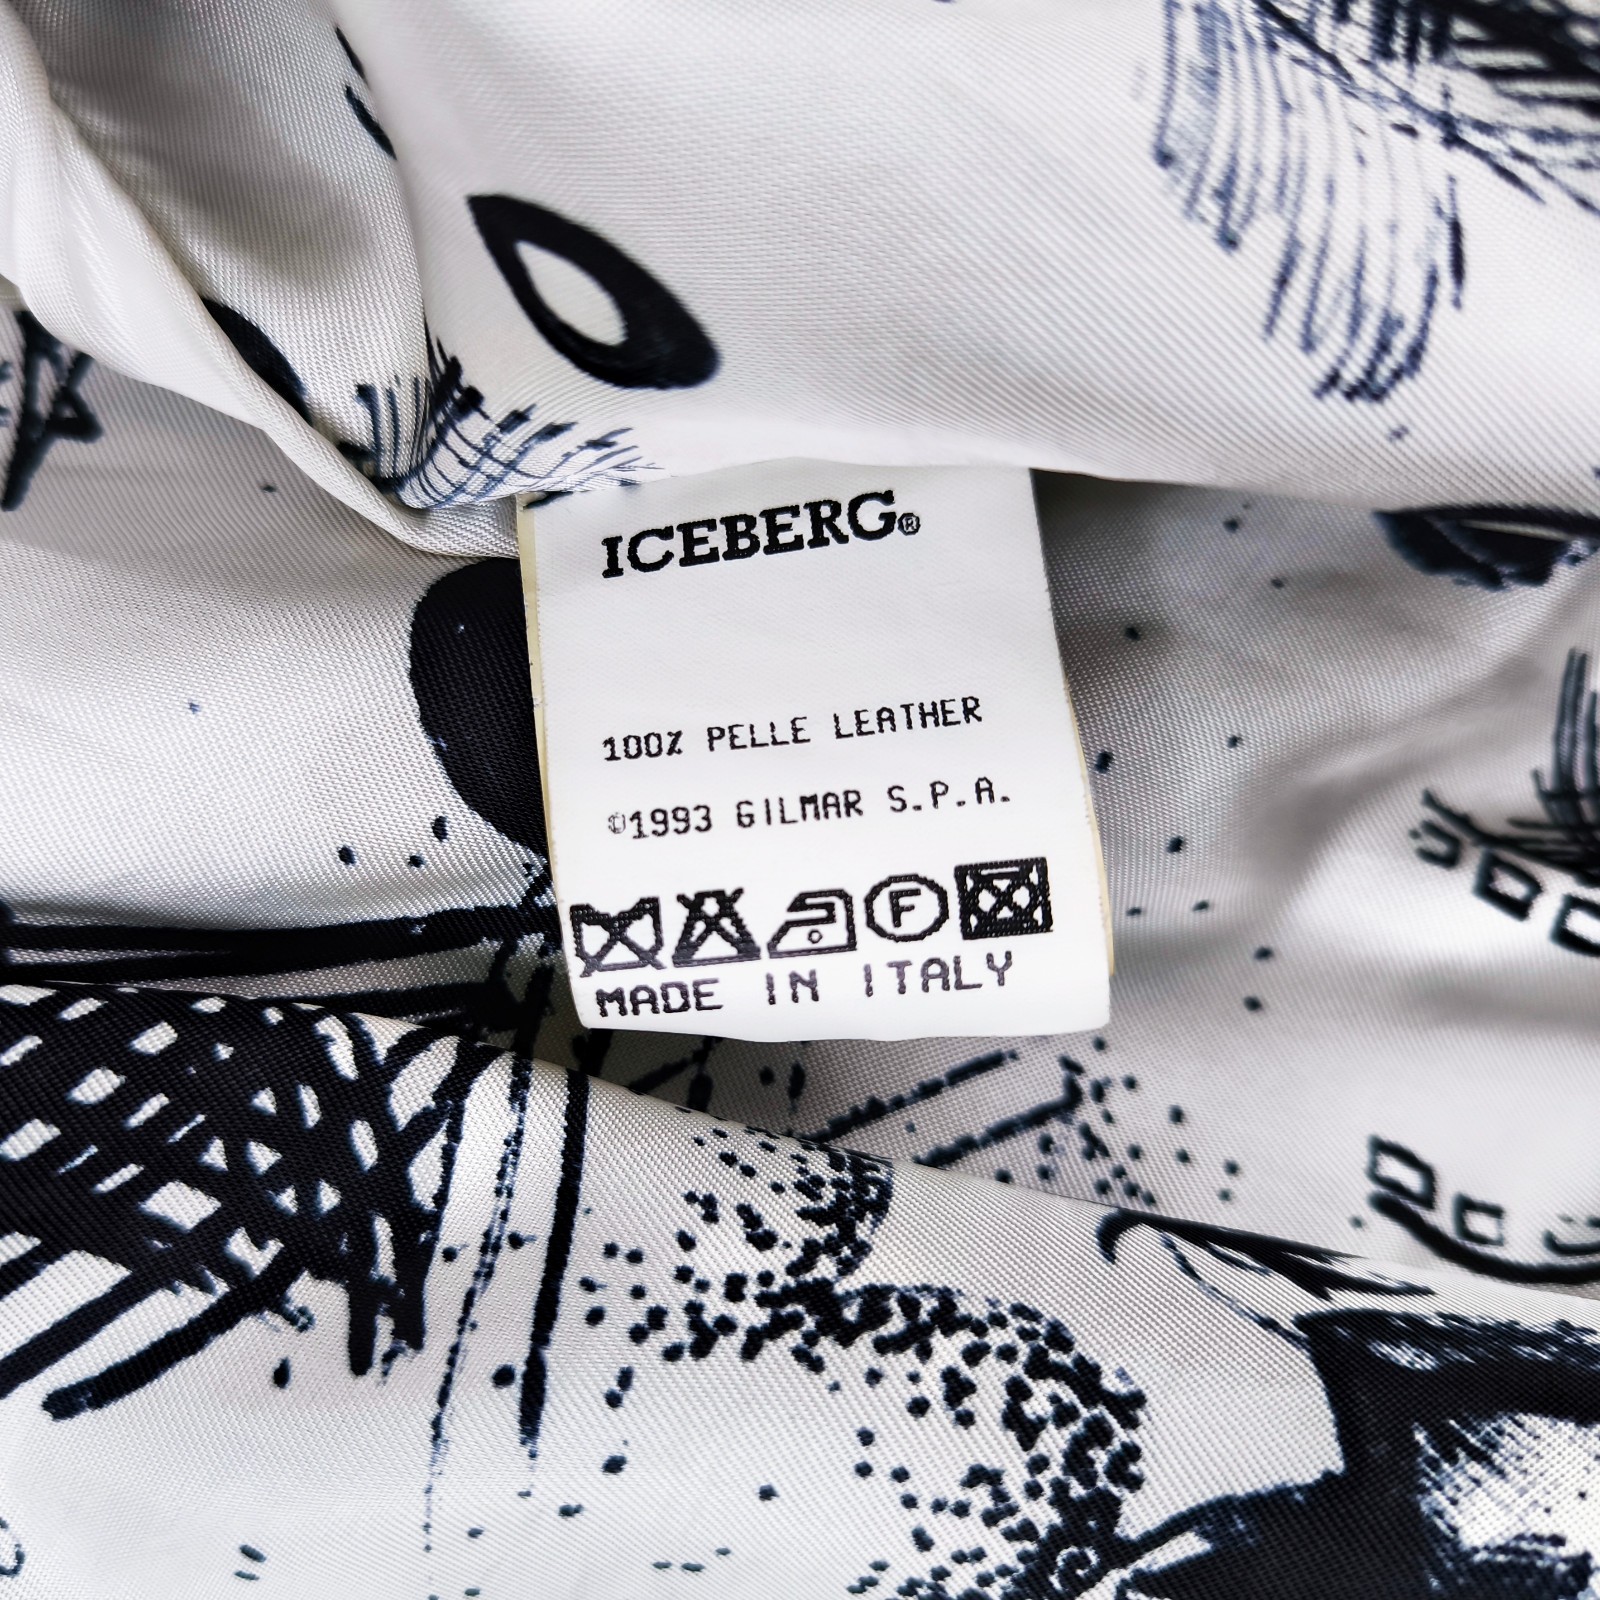 ICEBERG®
100% PELLE LEATHER
©1993 GILMAR S.P.A.
F
MADE IN ITALY